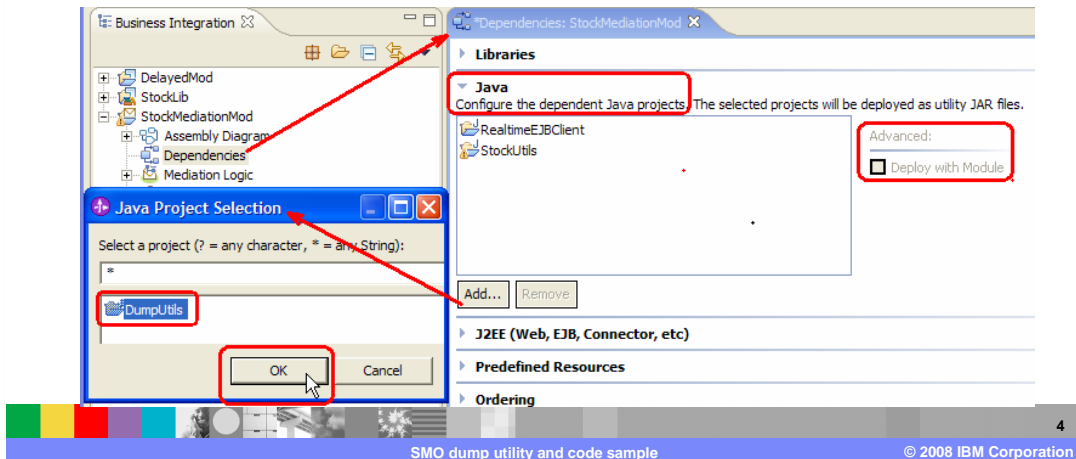 Business Integration
DelayedMod
StockLib
StockMediationMod
Assembly Diagram
Dependencies
Mediation Logic
Java Project Selection
Select a project (? = any character, * = any String):
*
DumpUtils
OK
Cancel
*Dependencies: StockMediationMod
Libraries
Java
Configure the dependent Java projects. The selected projects will be deployed as utility JAR files.
RealtimeEJBClient
StockUtils
Advanced:
Deploy with Module
Add...
Remove
J2EE (Web, EJB, Connector, etc)
Predefined Resources
Ordering
4
SMO dump utility and code sample
© 2008 IBM Corporation